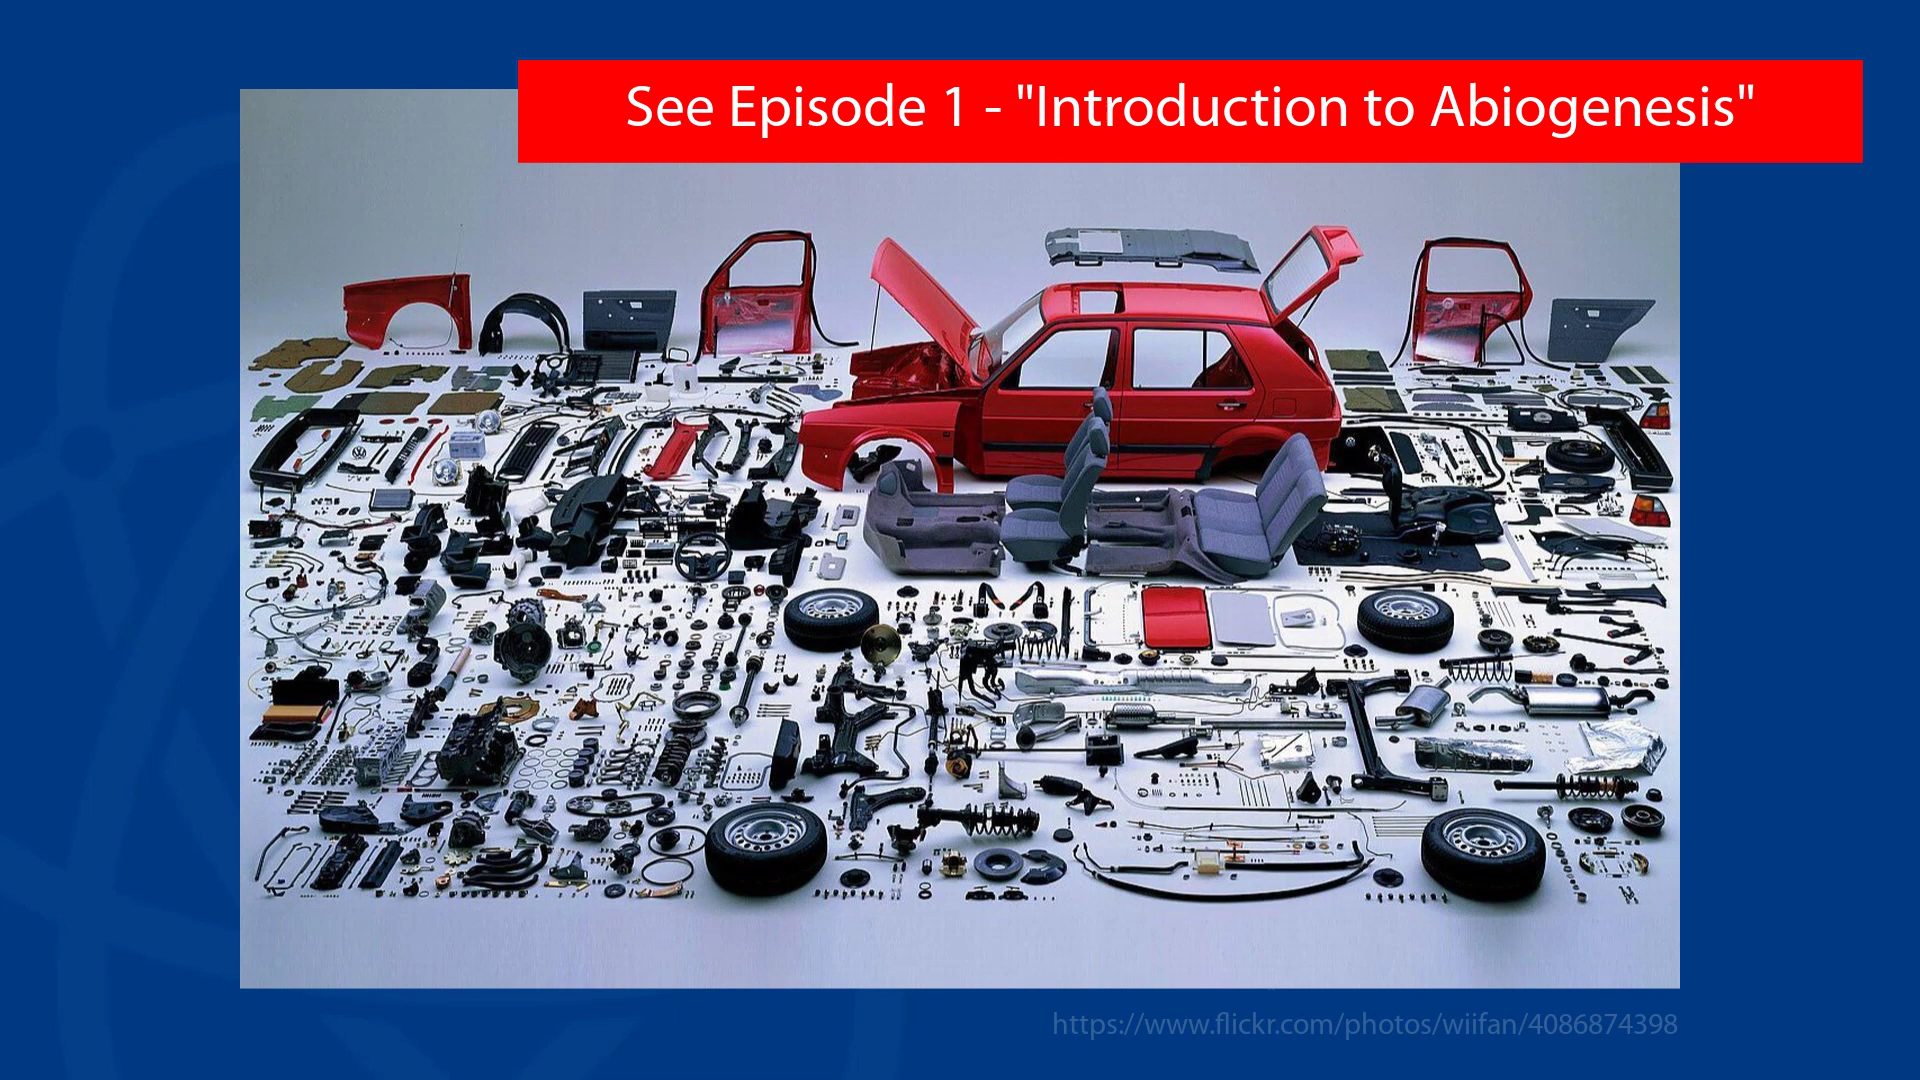 See Episode 1 - "Introduction to Abiogenesis"
https://www.flickr.com/photos/wiifan/4086874398